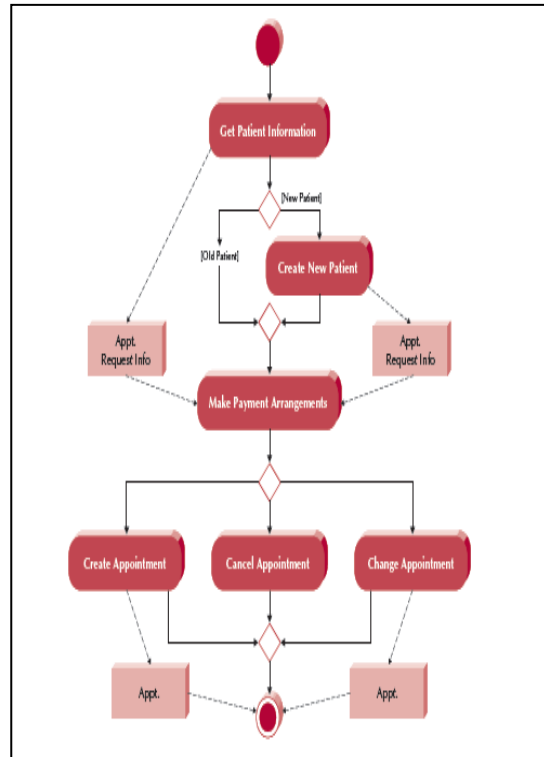 Get Patient Information
[New Patient]
[Old Patient]
Create New Patient
Appt.
Request Info
Appt.
Request Info
Make Payment Arrangements
Create Appointment
Cancel Appointment
Change Appointment
Appt.
Appt.